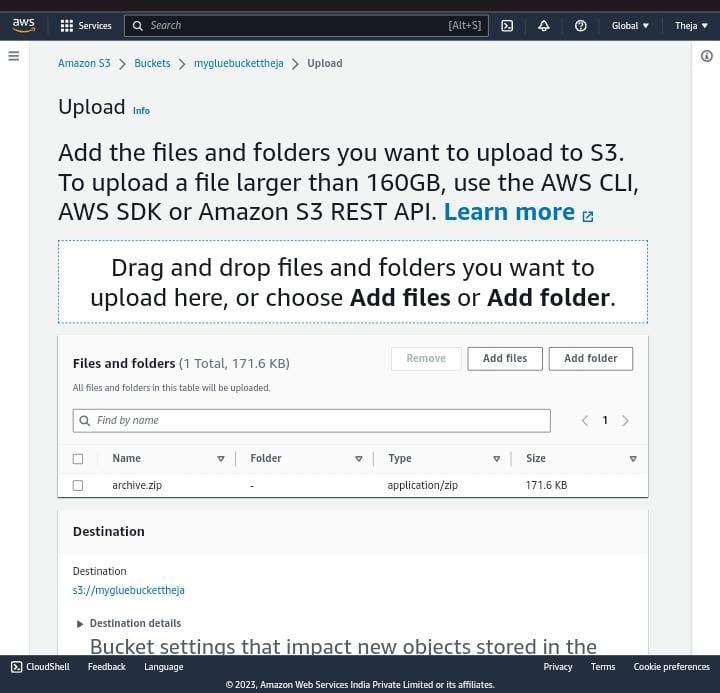 aws Services Search [Alt+S] Global Theja
Amazon S3 > Buckets > mygluebuckettheja > Upload
Upload Info
Add the files and folders you want to upload to S3.
To upload a file larger than 160GB, use the AWS CLI,
AWS SDK or Amazon S3 REST API. Learn more
Drag and drop files and folders you want to
upload here, or choose Add files or Add folder.
Files and folders (1 Total, 171.6 KB) Remove Add files Add folder
All files and folders in this table will be uploaded.
Find by name < 1 >
Name Folder Type Size
archive.zip - application/zip 171.6 KB
Destination
Destination
s3://mygluebuckettheja
Destination details
Bucket settings that impact new objects stored in the
CloudShell Feedback Language Privacy Terms Cookie preferences
© 2023, Amazon Web Services India Private Limited or its affiliates.